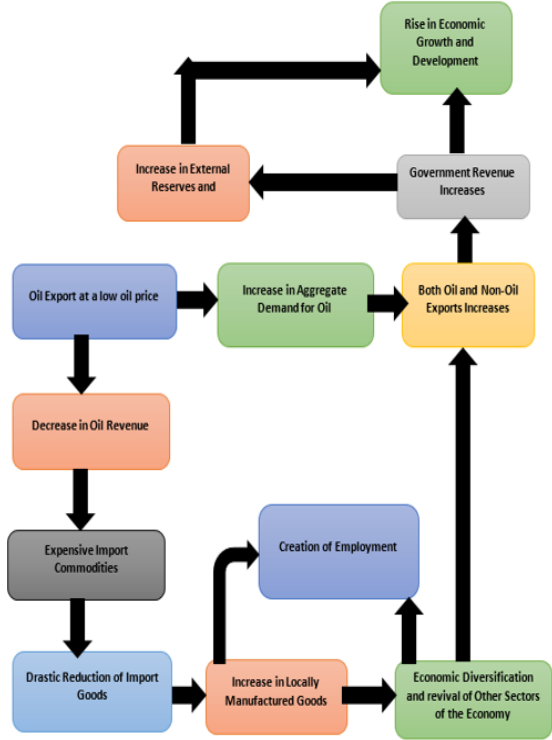 Rise in Economic
Growth and
Development
Increase in External
Reserves and
Government Revenue
Increases
Oil Export at a low oil price
Increase in Aggregate
Demand for Oil
Both Oil and Non-Oil
Exports Increases
Decrease in Oil Revenue
Expensive Import
Commodities
Creation of Employment
Drastic Reduction of Import
Goods
Increase in Locally
Manufactured Goods
Economic Diversification
and revival of Other Sectors
of the Economy